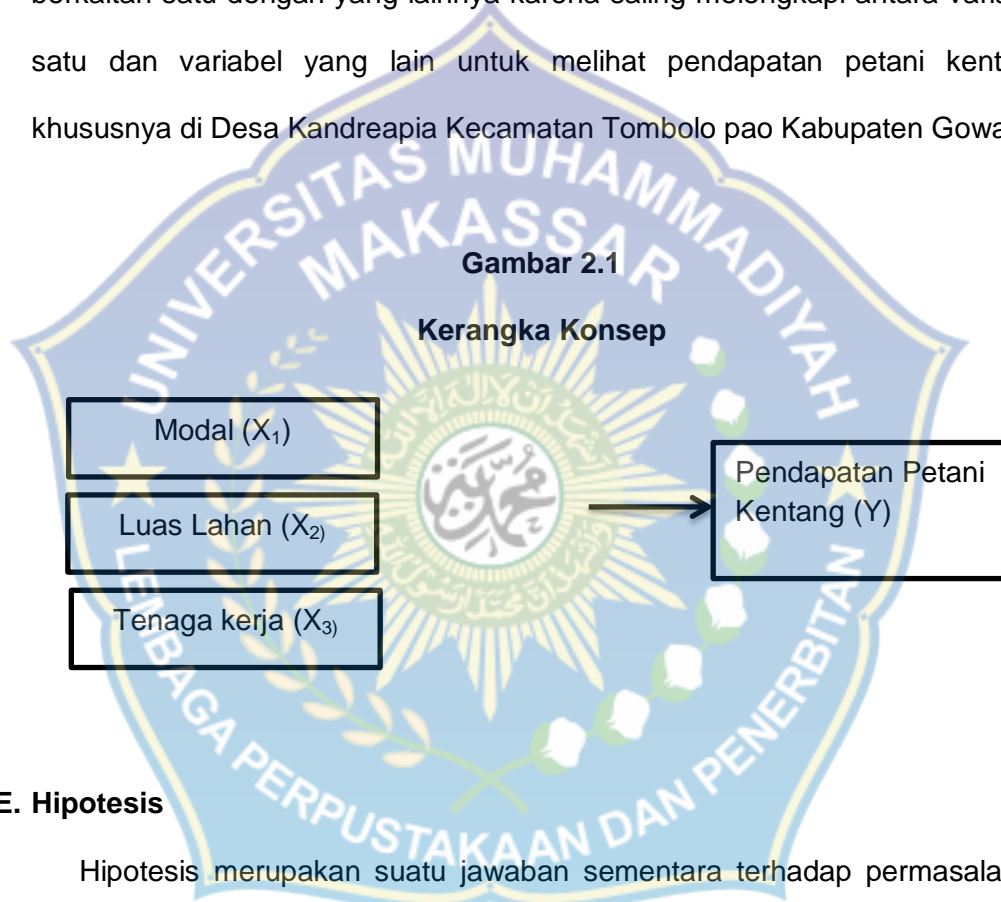 satu dan variabel yang lain untuk melihat pendapatan petani
khususnya di Desa Kandreapia Kecamatan Tombolo pao Kabupaten Gowa
UNIVERSITAS MUHAMMADIYAH
MAKASSAR
Gambar 2.1
Kerangka Konsep
Modal (X₁)
Luas Lahan (X₂)
Tenaga kerja (X₃)
Pendapatan Petani
Kentang (Y)
LEMBAGA PERPUSTAKAAN DAN PENERBITAN
E. Hipotesis
Hipotesis merupakan suatu jawaban sementara terhadap